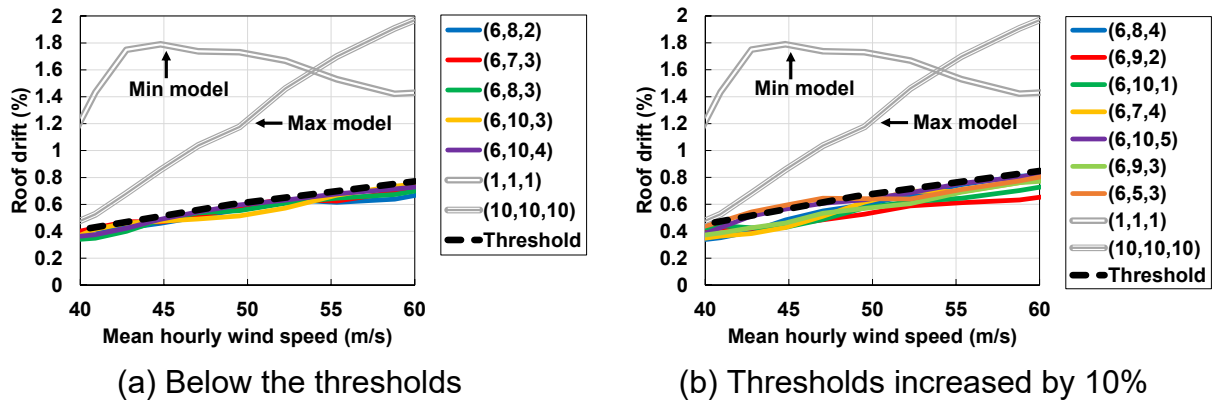 2
1.8
1.6
1.4
1.2
1
0.8
0.6
0.4
0.2
0
Roof drift (%)
Min model
Max model
40 45 50 55 60
Mean hourly wind speed (m/s)
(6,8,2)
(6,7,3)
(6,8,3)
(6,10,3)
(6,10,4)
(1,1,1)
(10,10,10)
Threshold
(a) Below the thresholds
2
1.8
1.6
1.4
1.2
1
0.8
0.6
0.4
0.2
0
Roof drift (%)
Min model
Max model
40 45 50 55 60
Mean hourly wind speed (m/s)
(6,8,4)
(6,9,2)
(6,10,1)
(6,7,4)
(6,10,5)
(6,9,3)
(6,5,3)
(1,1,1)
(10,10,10)
Threshold
(b) Thresholds increased by 10%